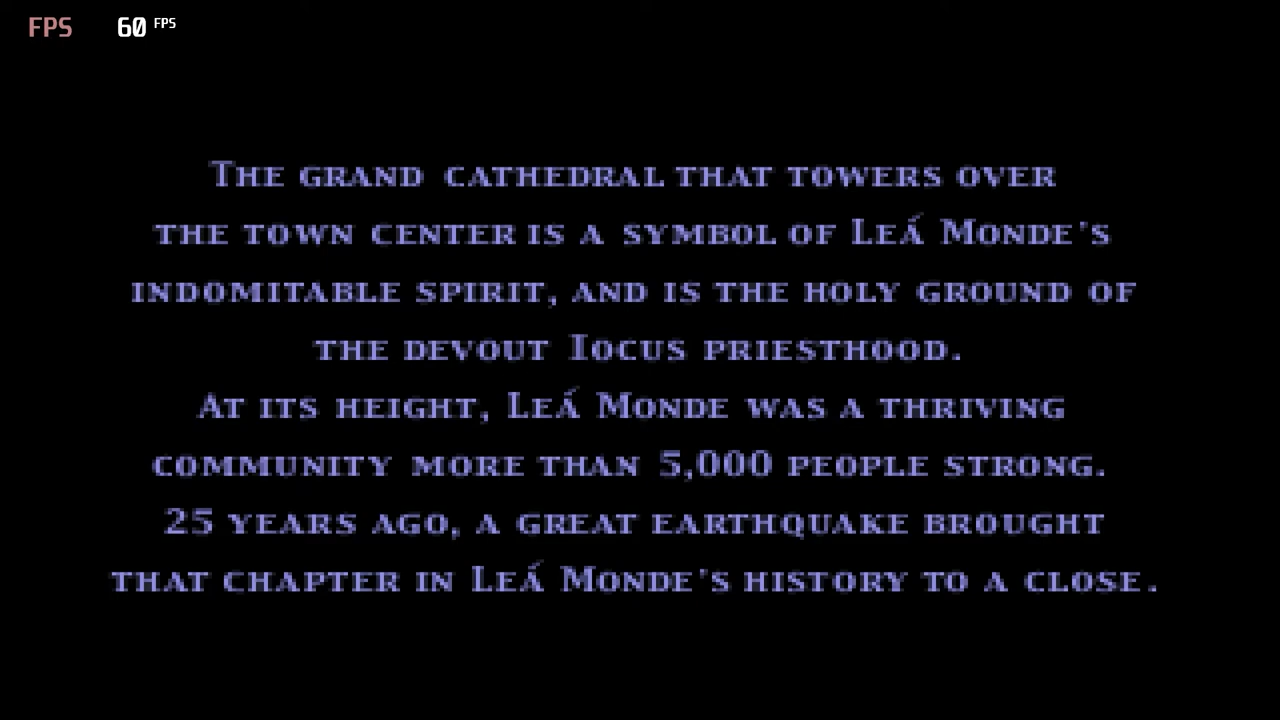 FPS 60 FPS
The grand cathedral that towers over
the town center is a symbol of Leá Monde's
indomitable spirit, and is the holy ground of
the devout Iocus priesthood.
At its height, Leá Monde was a thriving
community more than 5,000 people strong.
25 years ago, a great earthquake brought
that chapter in Leá Monde's history to a close.